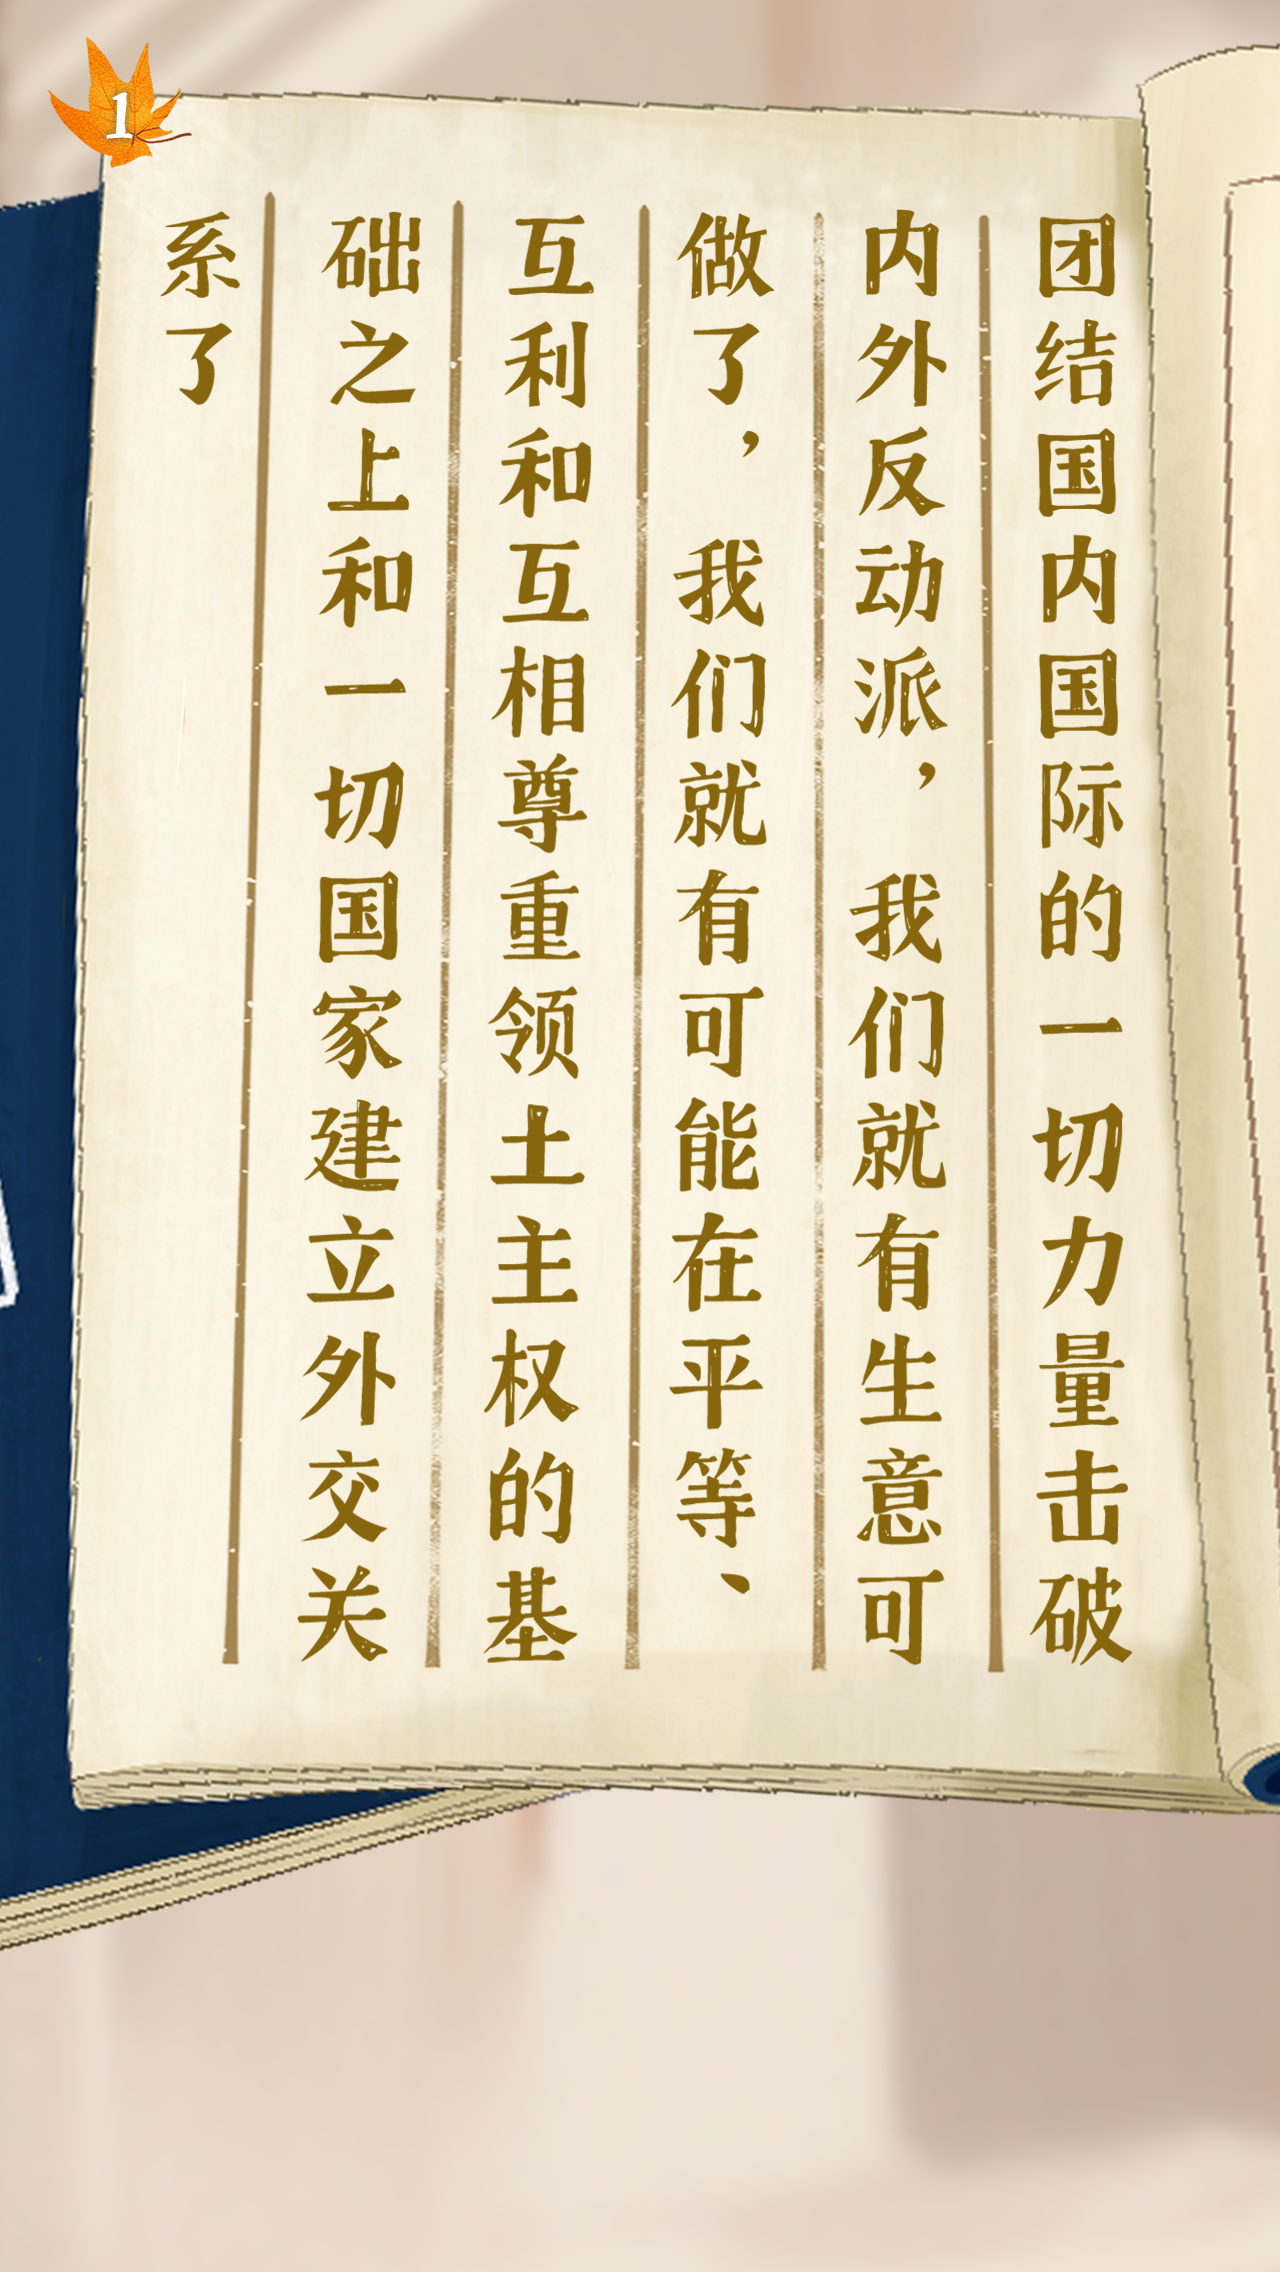 1
团结国内国际的一切力量击破
内外反动派，我们就有生意可
做了，我们就有可能在平等、
互利和互相尊重领土主权的基
础之上和一切国家建立外交关
系了